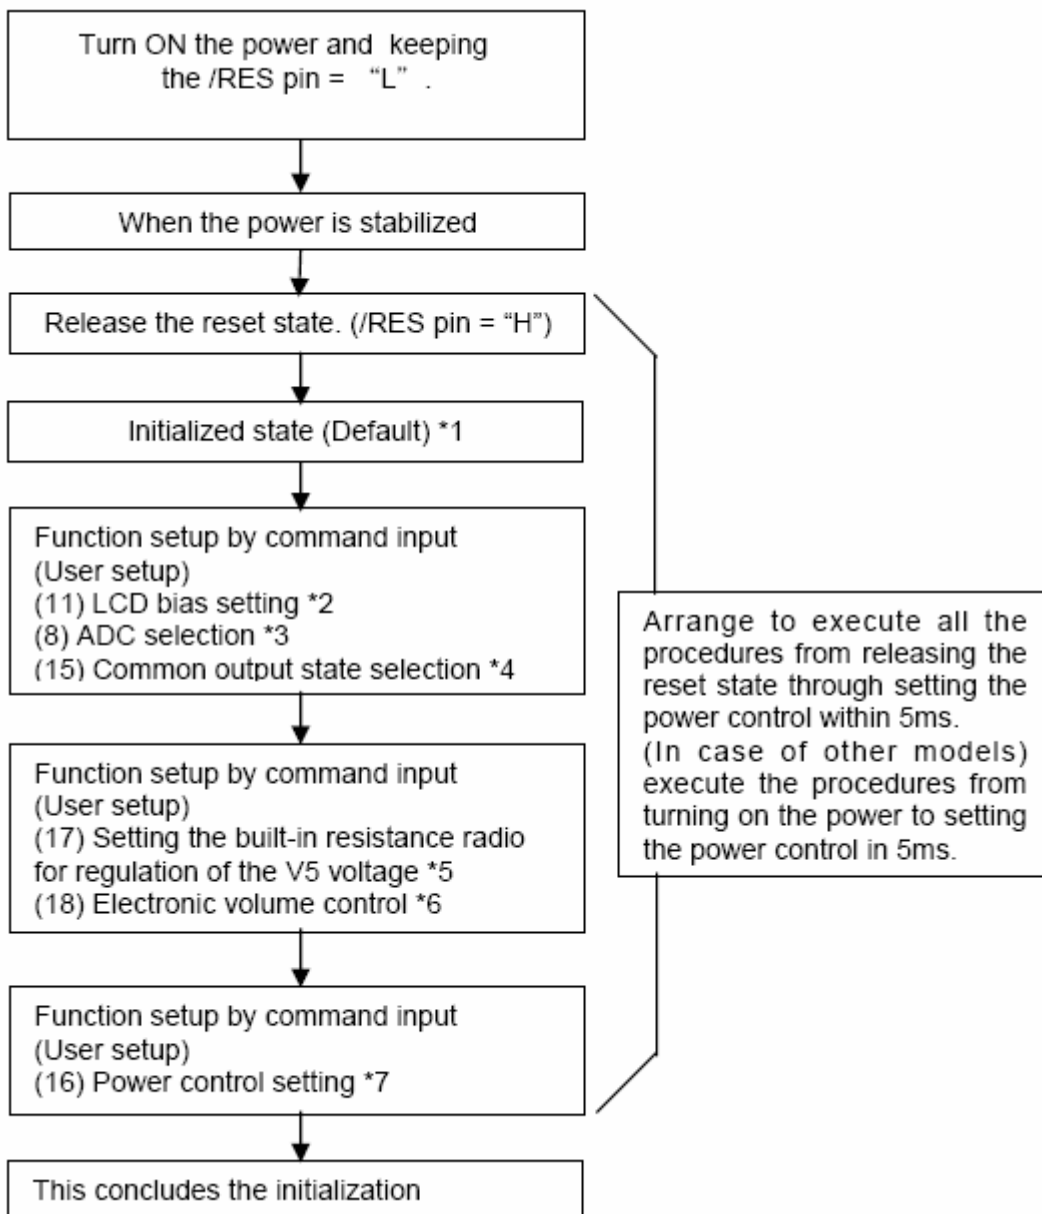 Turn ON the power and keeping
the /RES pin = “L” .
When the power is stabilized
Release the reset state. (/RES pin = “H”)
Initialized state (Default) *1
Function setup by command input
(User setup)
(11) LCD bias setting *2
(8) ADC selection *3
(15) Common output state selection *4
Function setup by command input
(User setup)
(17) Setting the built-in resistance radio
for regulation of the V5 voltage *5
(18) Electronic volume control *6
Function setup by command input
(User setup)
(16) Power control setting *7
This concludes the initialization
Arrange to execute all the
procedures from releasing the
reset state through setting the
power control within 5ms.
(In case of other models)
execute the procedures from
turning on the power to setting
the power control in 5ms.